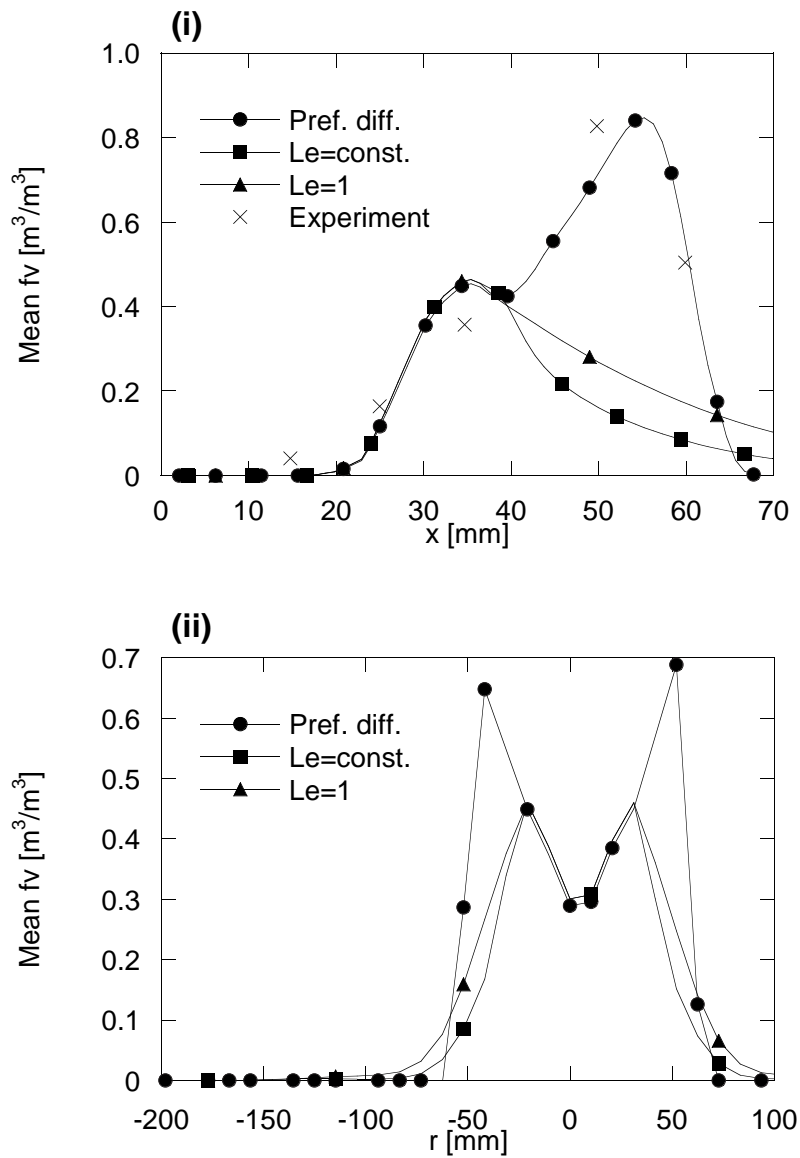 (i)
1.0
0.8
0.6
0.4
0.2
0
Mean fv [m³/m³]
Pref. diff.
Le=const.
Le=1
Experiment
0 10 20 30 40 50 60 70
x [mm]
(ii)
0.7
0.6
0.5
0.4
0.3
0.2
0.1
0
Mean fv [m³/m³]
Pref. diff.
Le=const.
Le=1
-200 -150 -100 -50 0 50 100
r [mm]